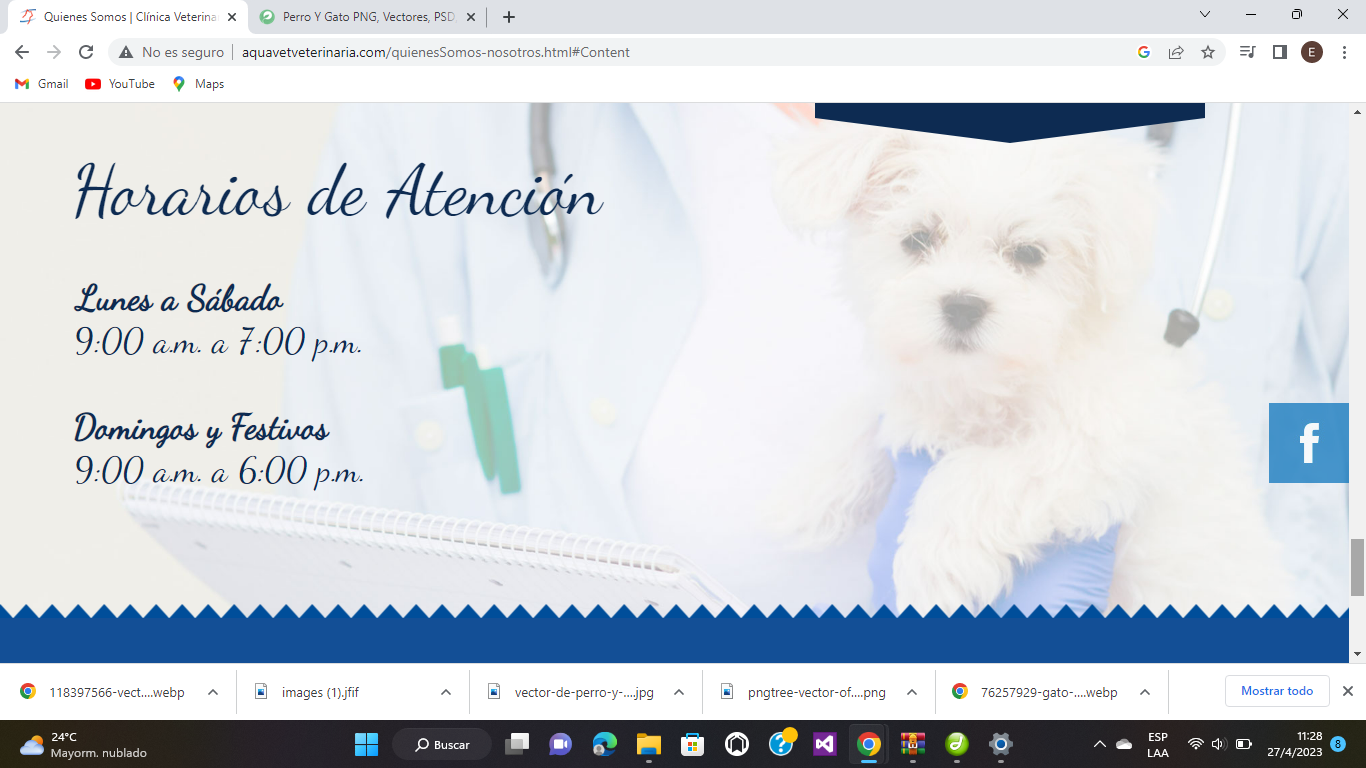 Quienes Somos | Clínica Veterina
Perro Y Gato PNG, Vectores, PSD,
No es seguro
aquavetveterinaria.com/quienesSomos-nosotros.html#Content
E
Gmail
YouTube
Maps
Horarios de Atención
Lunes a Sábado
9:00 a.m. a 7:00 p.m.
Domingos y Festivos
9:00 a.m. a 6:00 p.m.
f
118397566-vect....webp
images (1).jfif
vector-de-perro-y-....jpg
pngtree-vector-of....png
76257929-gato-....webp
Mostrar todo
24°C
Mayorm. nublado
Buscar
ESP
LAA
11:28
27/4/2023
8